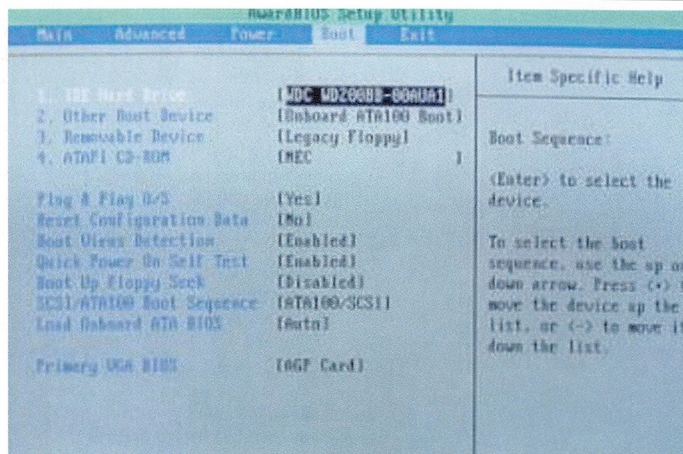 AwardBIOS Setup Utility
Main Advanced Power Boot Exit
1. IDE Hard Drive [WDC WD200BB-00AUA1]
2. Other Boot Device [Onboard ATA100 Boot]
3. Removable Device [Legacy Floppy]
4. ATAPI CD-ROM [NEC ]
Plug & Play O/S [Yes]
Reset Configuration Data [No]
Boot Virus Detection [Enabled]
Quick Power On Self Test [Enabled]
Boot Up Floppy Seek [Disabled]
SCSI/ATA100 Boot Sequence [ATA100/SCSI]
Load Onboard ATA BIOS [Auto]
Primary VGA BIOS [AGP Card]
Item Specific Help
Boot Sequence:
<Enter> to select the
device.
To select the boot
sequence, use the up or
down arrow. Press <+>
move the device up the
list, or <-> to move it
down the list.